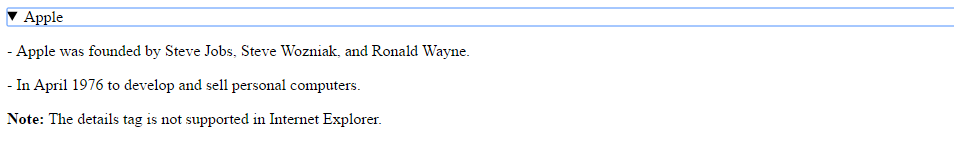 ▼ Apple
- Apple was founded by Steve Jobs, Steve Wozniak, and Ronald Wayne.
- In April 1976 to develop and sell personal computers.
Note: The details tag is not supported in Internet Explorer.